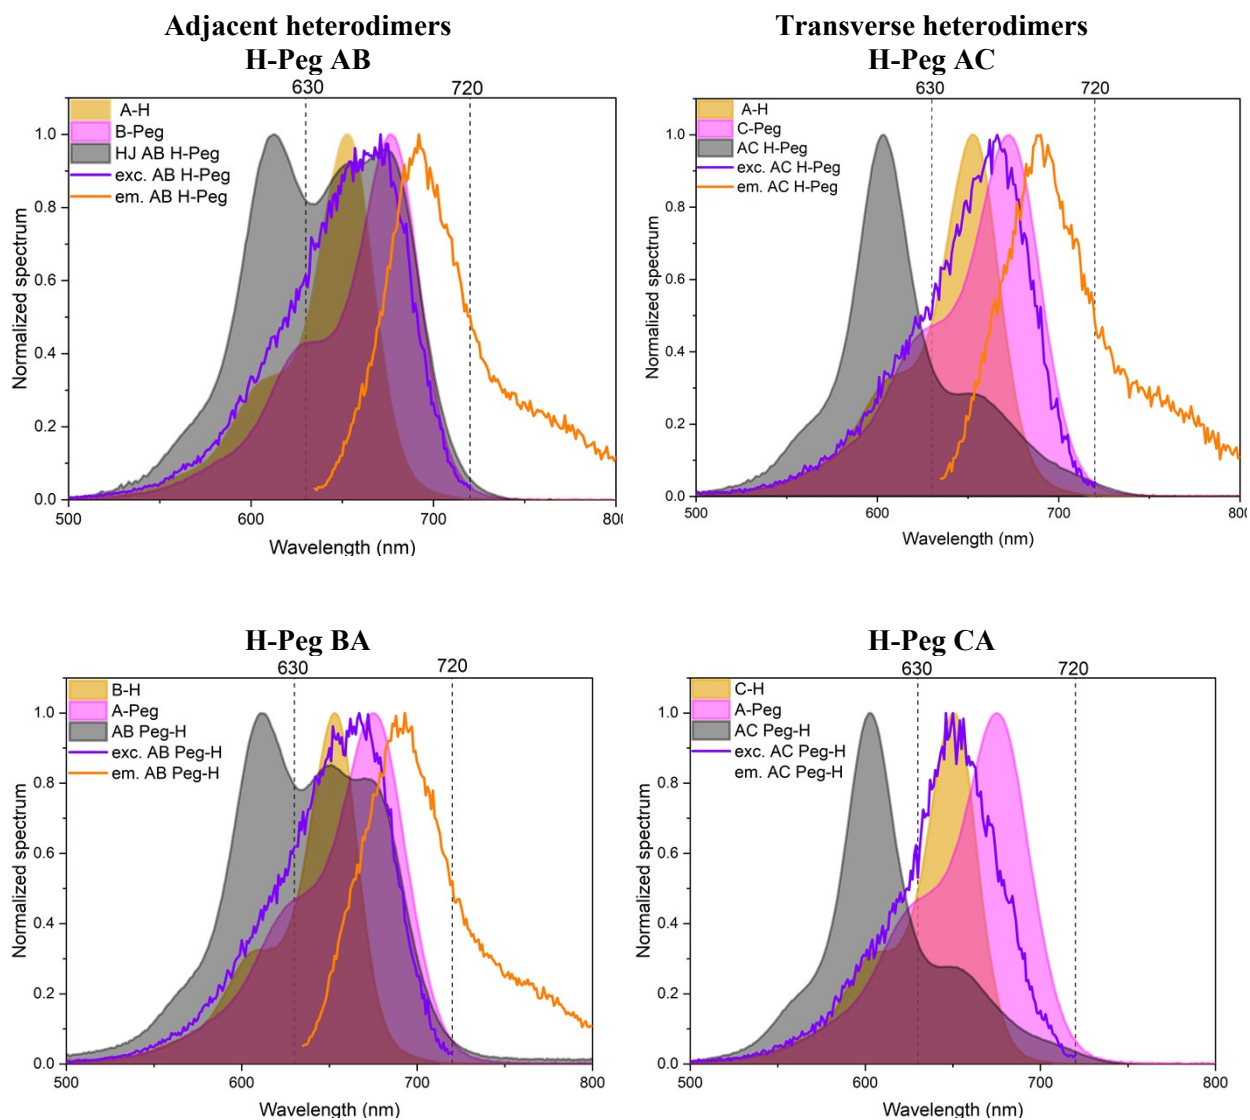 Adjacent heterodimers
H-Peg AB
630
720
A-H
B-Peg
HJ AB H-Peg
exc. AB H-Peg
em. AB H-Peg
Normalized spectrum
1.0
0.8
0.6
0.4
0.2
0.0
500
600
700
800
Wavelength (nm)
Transverse heterodimers
H-Peg AC
630
720
A-H
C-Peg
AC H-Peg
exc. AC H-Peg
em. AC H-Peg
Normalized spectrum
1.0
0.8
0.6
0.4
0.2
0.0
500
600
700
800
Wavelength (nm)
H-Peg BA
630
720
B-H
A-Peg
AB Peg-H
exc. AB Peg-H
em. AB Peg-H
Normalized spectrum
1.0
0.8
0.6
0.4
0.2
0.0
500
600
700
800
Wavelength (nm)
H-Peg CA
630
720
C-H
A-Peg
AC Peg-H
exc. AC Peg-H
em. AC Peg-H
Normalized spectrum
1.0
0.8
0.6
0.4
0.2
0.0
500
600
700
800
Wavelength (nm)